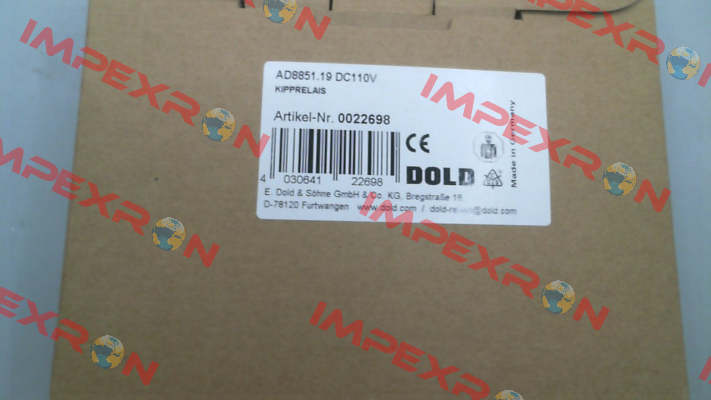 AD8851.19 DC110V
KIPPRELAIS
Artikel-Nr. 0022698
CE
4 030641 22698
DOLD
Made in Germany
E. Dold & Söhne GmbH & Co. KG, Bregstraße 18
D-78120 Furtwangen www.dold.com / dold-relays@dold.com
IMPEXRON
IMPEXRON
IMPEXRON
IMPEXRON
IMPEXRON